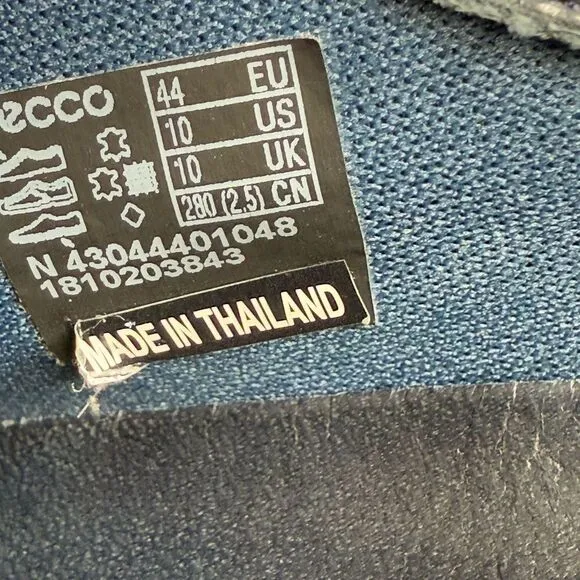 ecco
44 EU
10 US
10 UK
280 (2.5) CN
N 43044401048
1810203843
MADE IN THAILAND